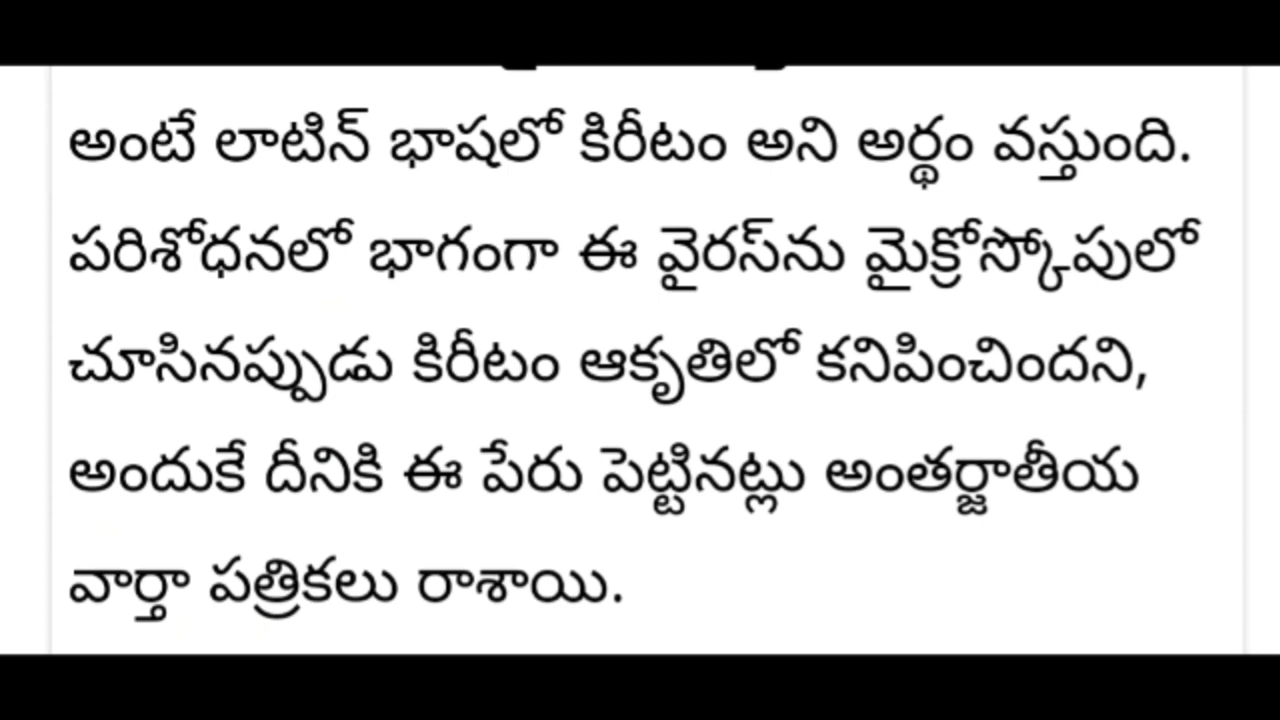 అంటే లాటిన్ భాషలో కిరీటం అని అర్థం వస్తుంది.
పరిశోధనలో భాగంగా ఈ వైరస్‌ను మైక్రోస్కోపులో
చూసినప్పుడు కిరీటం ఆకృతిలో కనిపించిందని,
అందుకే దీనికి ఈ పేరు పెట్టినట్లు అంతర్జాతీయ
వార్తా పత్రికలు రాశాయి.